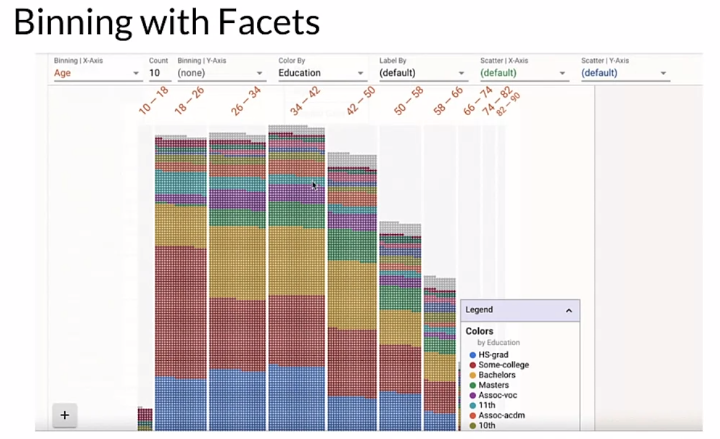 Binning with Facets
Binning | X-Axis Count Binning | Y-Axis Color By Label By Scatter | X-Axis Scatter | Y-Axis
Age 10 (none) Education (default) (default) (default)
10 – 18 18 – 26 26 – 34 34 – 42 42 – 50 50 – 58 58 – 66 66 – 74 74 – 82 82 – 90
Legend
Colors
by Education
HS-grad
Some-college
Bachelors
Masters
Assoc-voc
11th
Assoc-acdm
10th
+